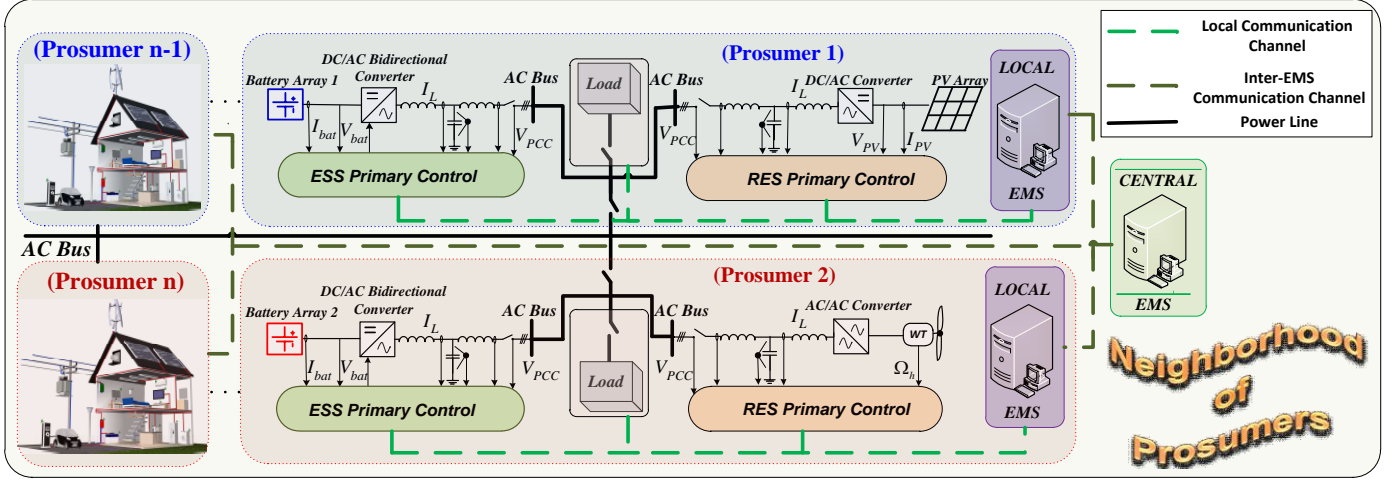 (Prosumer n-1)
(Prosumer n)
AC Bus
Battery Array 1
DC/AC Bidirectional
Converter
I_L
AC Bus
I_bat
V_bat
V_PCC
ESS Primary Control
Load
(Prosumer 1)
AC Bus
I_L
DC/AC Converter
PV Array
V_PCC
V_PV
I_PV
RES Primary Control
LOCAL
EMS
Battery Array 2
DC/AC Bidirectional
Converter
I_L
AC Bus
I_bat
V_bat
V_PCC
ESS Primary Control
Load
(Prosumer 2)
AC Bus
I_L
AC/AC Converter
WT
V_PCC
Ω_h
RES Primary Control
LOCAL
EMS
Local Communication
Channel
Inter-EMS
Communication Channel
Power Line
CENTRAL
EMS
Neighborhood
of
Prosumers